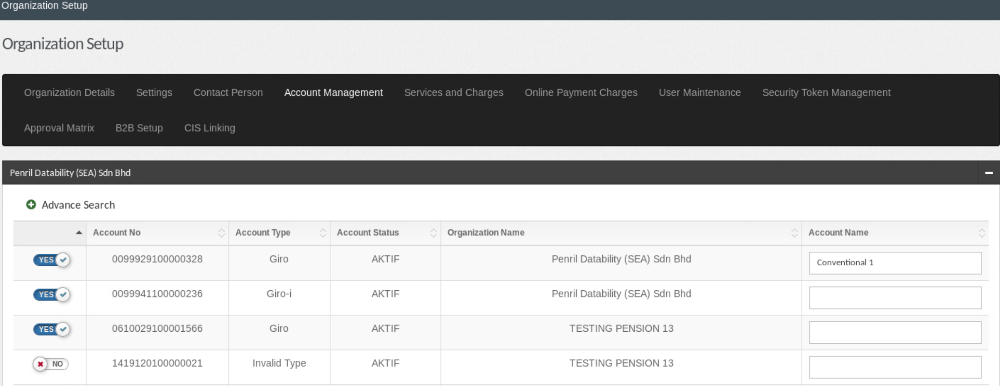 Organization Setup
Organization Setup
Organization Details Settings Contact Person Account Management Services and Charges Online Payment Charges User Maintenance Security Token Management
Approval Matrix B2B Setup CIS Linking
Penril Datability (SEA) Sdn Bhd
Advance Search
Account No Account Type Account Status Organization Name Account Name
YES 0099929100000328 Giro AKTIF Penril Datability (SEA) Sdn Bhd Conventional 1
YES 0099941100000236 Giro-i AKTIF Penril Datability (SEA) Sdn Bhd
YES 0610029100001566 Giro AKTIF TESTING PENSION 13
NO 1419120100000021 Invalid Type AKTIF TESTING PENSION 13